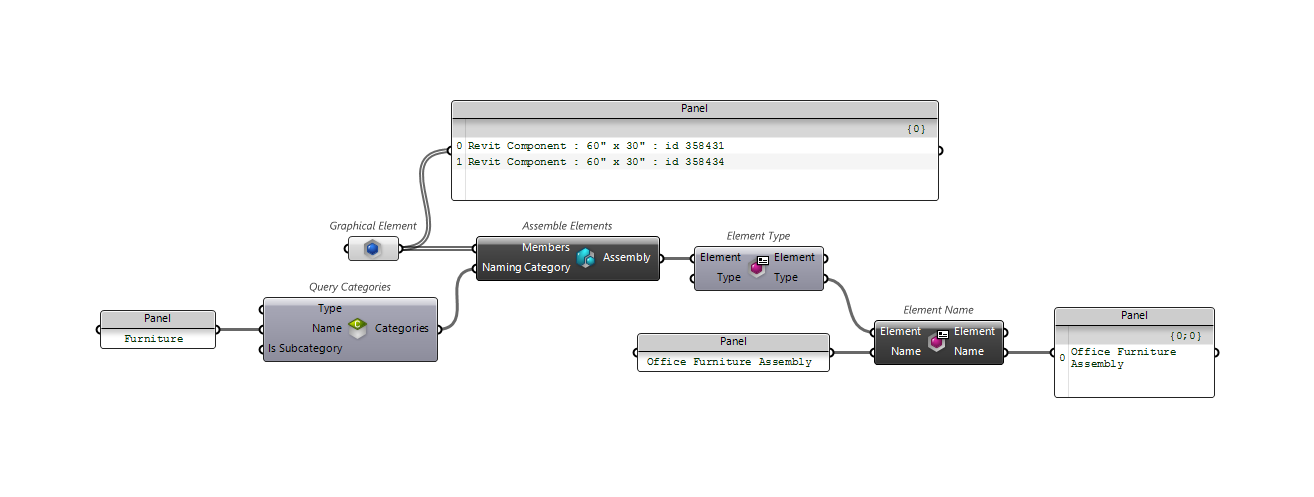 Panel
{0}
0 Revit Component : 60" x 30" : id 358431
1 Revit Component : 60" x 30" : id 358434
Graphical Element
Assemble Elements
Members
Naming Category
Assembly
Element Type
Element
Type
Element
Type
Query Categories
Type
Name
Is Subcategory
Categories
Panel
Furniture
Panel
Office Furniture Assembly
Element Name
Element
Name
Element
Name
Panel
{0;0}
0 Office Furniture
Assembly